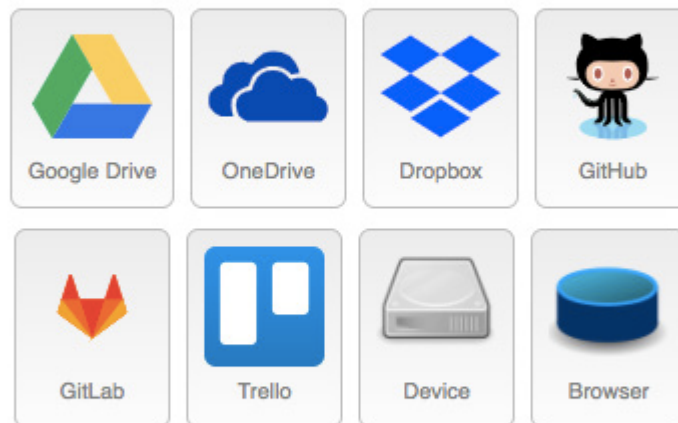 Google Drive
OneDrive
Dropbox
GitHub
GitLab
Trello
Device
Browser